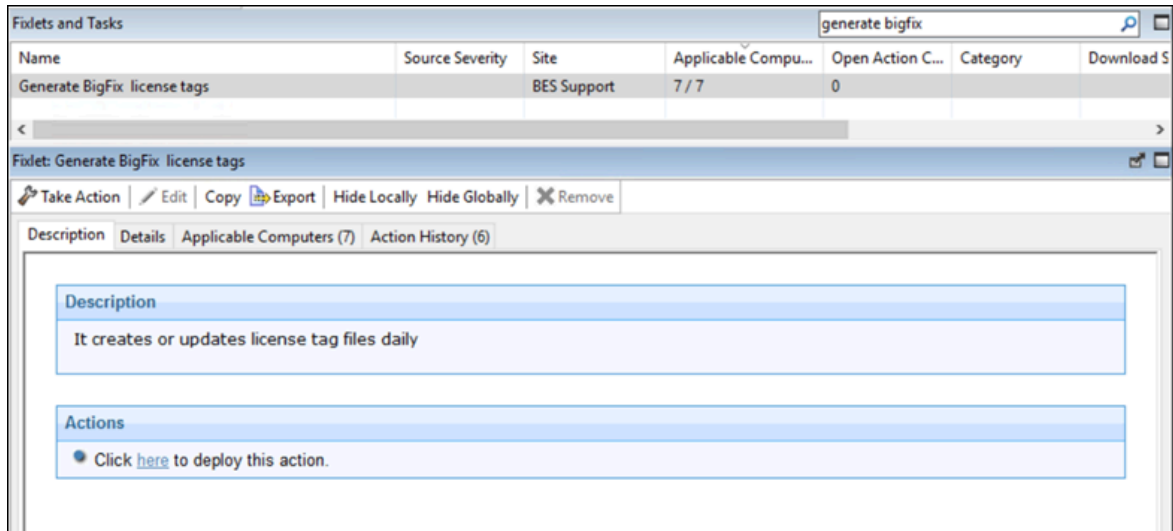 Fixlets and Tasks generate bigfix
Name Source Severity Site Applicable Compu... Open Action C... Category Download S
Generate BigFix license tags BES Support 7 / 7 0
Fixlet: Generate BigFix license tags
Take Action Edit Copy Export Hide Locally Hide Globally Remove
Description Details Applicable Computers (7) Action History (6)
Description
It creates or updates license tag files daily
Actions
Click here to deploy this action.